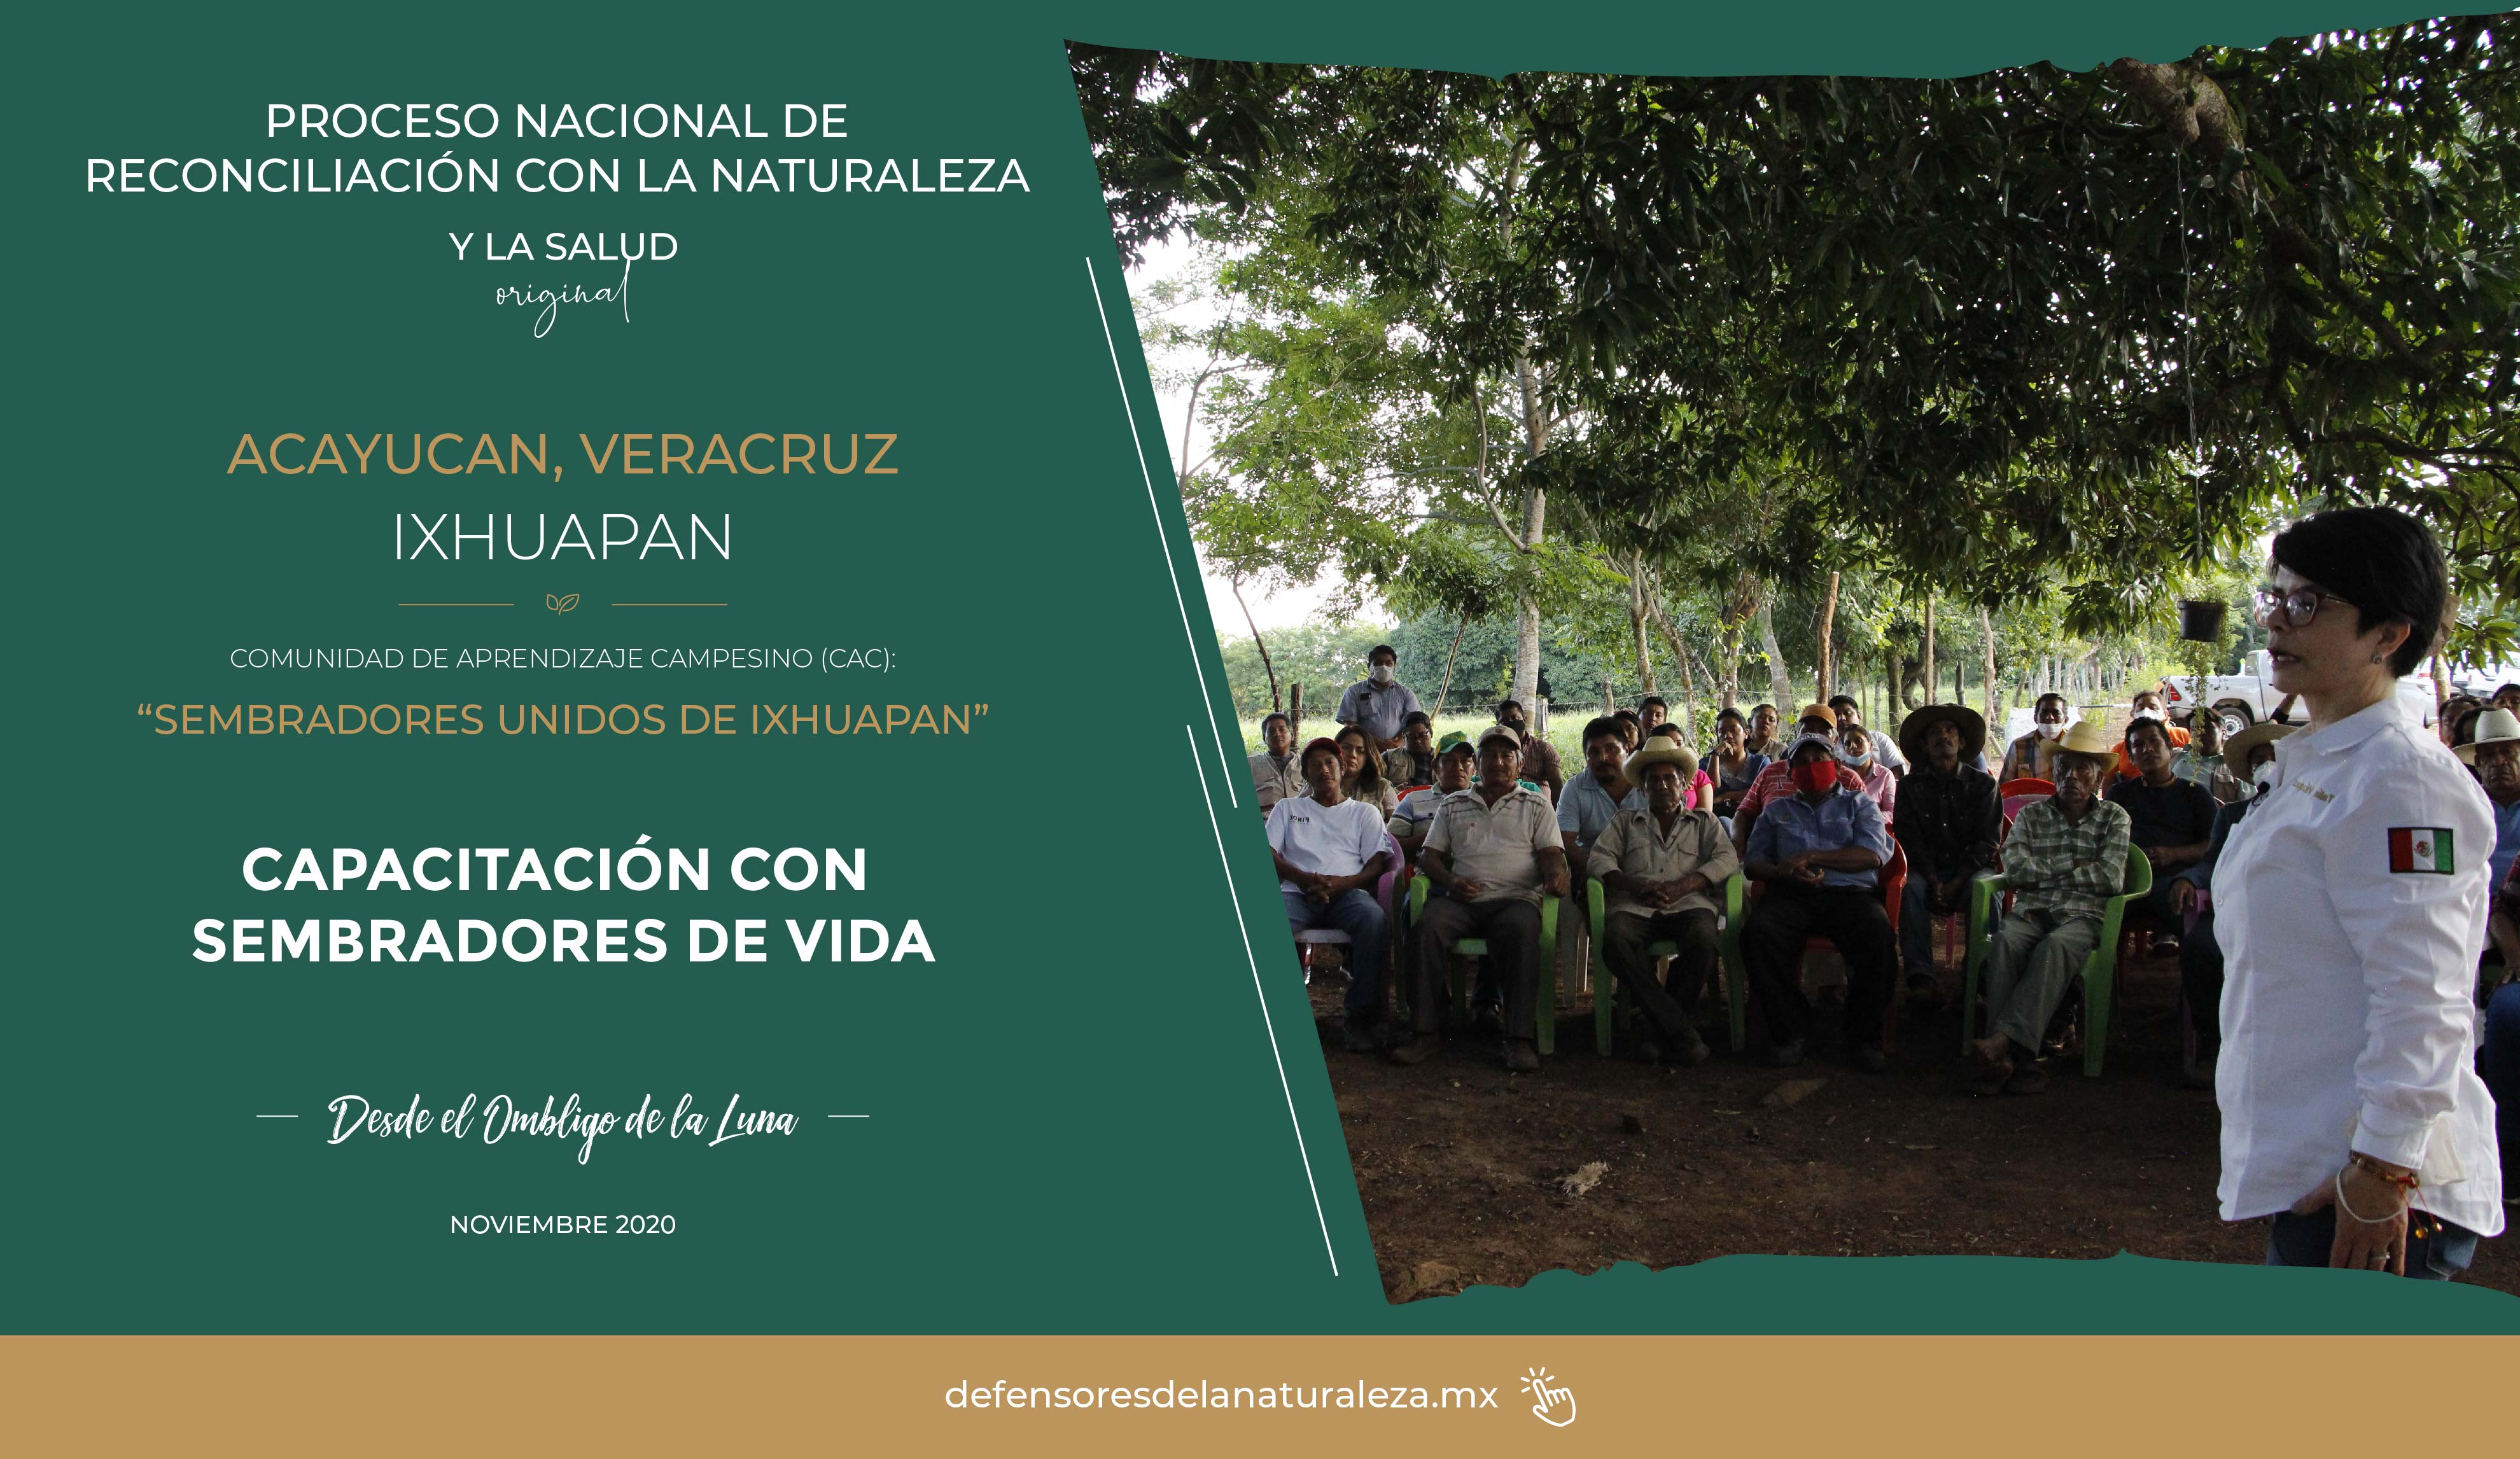 PROCESO NACIONAL DE
RECONCILIACIÓN CON LA NATURALEZA
Y LA SALUD
original
ACAYUCAN, VERACRUZ
IXHUAPAN
COMUNIDAD DE APRENDIZAJE CAMPESINO (CAC):
“SEMBRADORES UNIDOS DE IXHUAPAN”
CAPACITACIÓN CON
SEMBRADORES DE VIDA
Desde el Ombligo de la Luna
NOVIEMBRE 2020
defensoresdelanaturaleza.mx